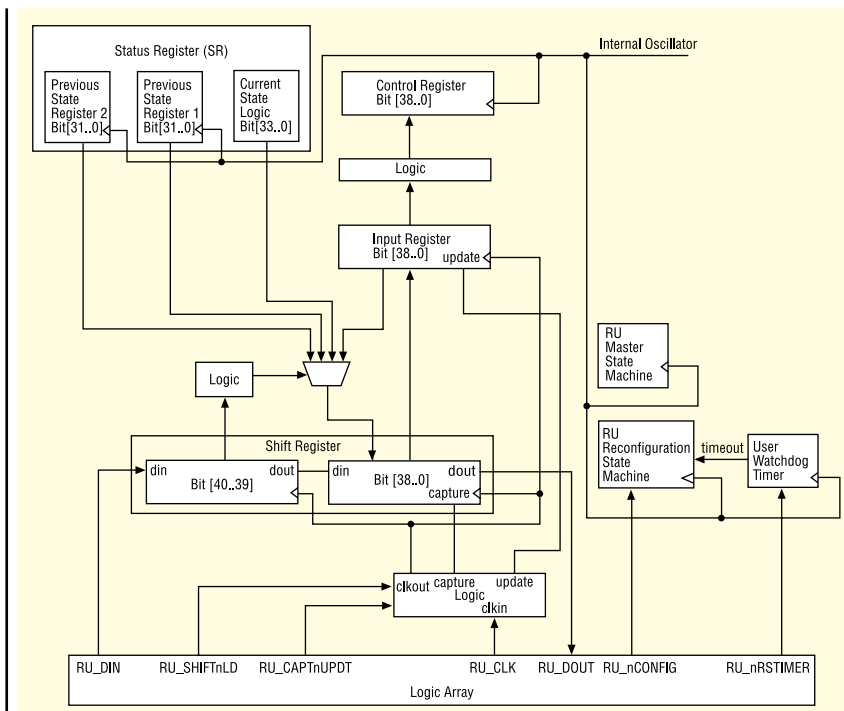 Internal Oscillator
Status Register (SR)
Previous
State
Register 2
Bit[31..0]
Previous
State
Register 1
Bit[31..0]
Current
State
Logic
Bit[33..0]
Control Register
Bit [38..0]
Logic
Input Register
Bit [38..0]
update
RU
Master
State
Machine
Logic
Shift Register
din
dout
Bit [40..39]
din
dout
Bit [38..0]
capture
RU
Reconfiguration
State
Machine
timeout
User
Watchdog
Timer
clkout
capture
update
Logic
clkin
RU_DIN
RU_SHIFTnLD
RU_CAPTnUPDT
RU_CLK
RU_DOUT
RU_nCONFIG
RU_nRSTIMER
Logic Array